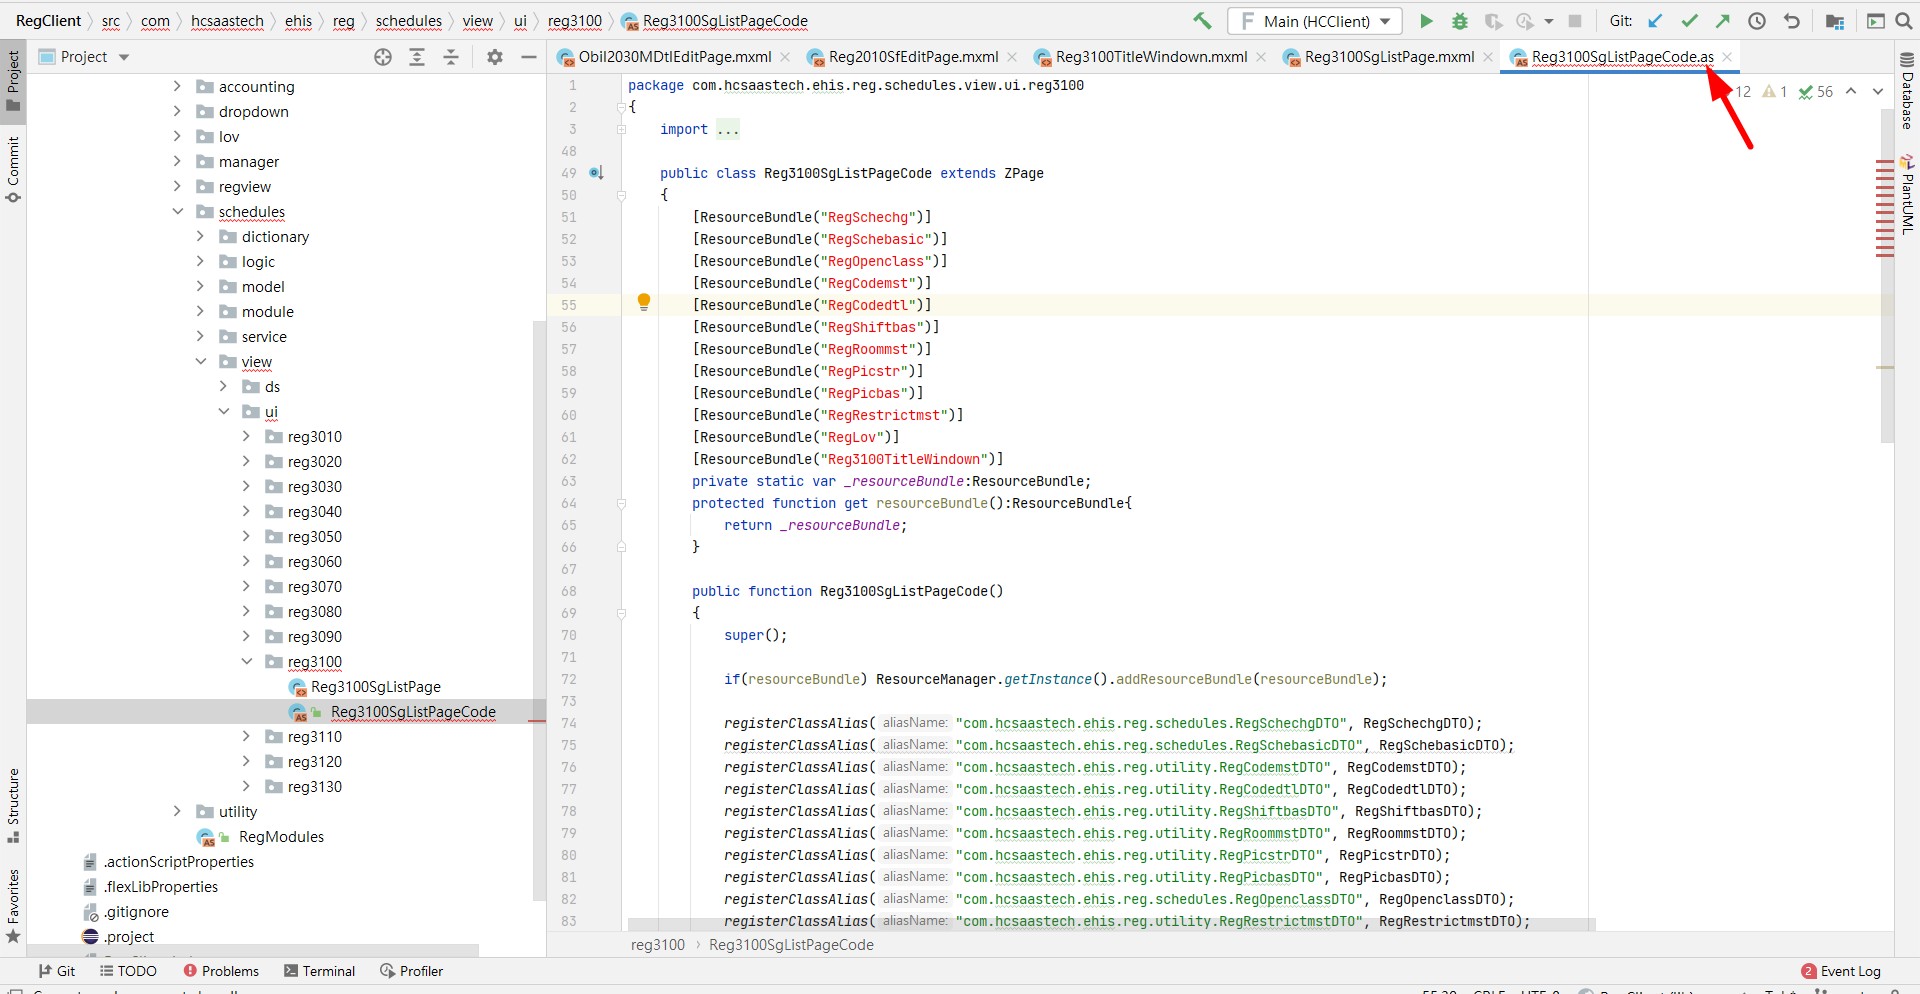 RegClient src com hcsaastech ehis reg schedules view ui reg3100 Reg3100SgListPageCode
Main (HCClient)
Git:
Project
Obil2030MDtlEditPage.mxml
Reg2010SfEditPage.mxml
Reg3100TitleWindown.mxml
Reg3100SgListPage.mxml
Reg3100SgListPageCode.as
Project
Commit
Structure
Favorites
accounting
dropdown
lov
manager
regview
schedules
dictionary
logic
model
module
service
view
ds
ui
reg3010
reg3020
reg3030
reg3040
reg3050
reg3060
reg3070
reg3080
reg3090
reg3100
Reg3100SgListPage
Reg3100SgListPageCode
reg3110
reg3120
reg3130
utility
RegModules
.actionScriptProperties
.flexLibProperties
.gitignore
.project
12 1 56
1 package com.hcsaastech.ehis.reg.schedules.view.ui.reg3100
2 {
3 import ...
48
49 public class Reg3100SgListPageCode extends ZPage
50 {
51 [ResourceBundle("RegSchechg")]
52 [ResourceBundle("RegSchebasic")]
53 [ResourceBundle("RegOpenclass")]
54 [ResourceBundle("RegCodemst")]
55 [ResourceBundle("RegCodedtl")]
56 [ResourceBundle("RegShiftbas")]
57 [ResourceBundle("RegRoommst")]
58 [ResourceBundle("RegPicstr")]
59 [ResourceBundle("RegPicbas")]
60 [ResourceBundle("RegRestrictmst")]
61 [ResourceBundle("RegLov")]
62 [ResourceBundle("Reg3100TitleWindown")]
63 private static var _resourceBundle:ResourceBundle;
64 protected function get resourceBundle():ResourceBundle{
65 return _resourceBundle;
66 }
67
68 public function Reg3100SgListPageCode()
69 {
70 super();
71
72 if(resourceBundle) ResourceManager.getInstance().addResourceBundle(resourceBundle);
73
74 registerClassAlias( aliasName: "com.hcsaastech.ehis.reg.schedules.RegSchechgDTO", RegSchechgDTO);
75 registerClassAlias( aliasName: "com.hcsaastech.ehis.reg.schedules.RegSchebasicDTO", RegSchebasicDTO);
76 registerClassAlias( aliasName: "com.hcsaastech.ehis.reg.utility.RegCodemstDTO", RegCodemstDTO);
77 registerClassAlias( aliasName: "com.hcsaastech.ehis.reg.utility.RegCodedtlDTO", RegCodedtlDTO);
78 registerClassAlias( aliasName: "com.hcsaastech.ehis.reg.utility.RegShiftbasDTO", RegShiftbasDTO);
79 registerClassAlias( aliasName: "com.hcsaastech.ehis.reg.utility.RegRoommstDTO", RegRoommstDTO);
80 registerClassAlias( aliasName: "com.hcsaastech.ehis.reg.utility.RegPicstrDTO", RegPicstrDTO);
81 registerClassAlias( aliasName: "com.hcsaastech.ehis.reg.utility.RegPicbasDTO", RegPicbasDTO);
82 registerClassAlias( aliasName: "com.hcsaastech.ehis.reg.schedules.RegOpenclassDTO", RegOpenclassDTO);
83 registerClassAlias( aliasName: "com.hcsaastech.ehis.reg.utility.RegRestrictmstDTO", RegRestrictmstDTO);
reg3100 Reg3100SgListPageCode
Database
PlantUML
Git TODO Problems Terminal Profiler
2 Event Log